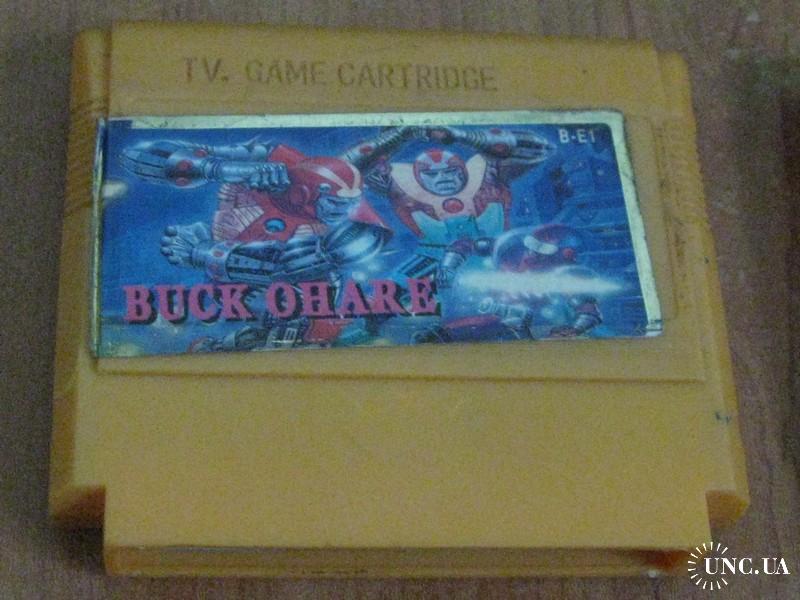 TV. GAME CARTRIDGE
B-E1
BUCK OHARE
UNC.UA